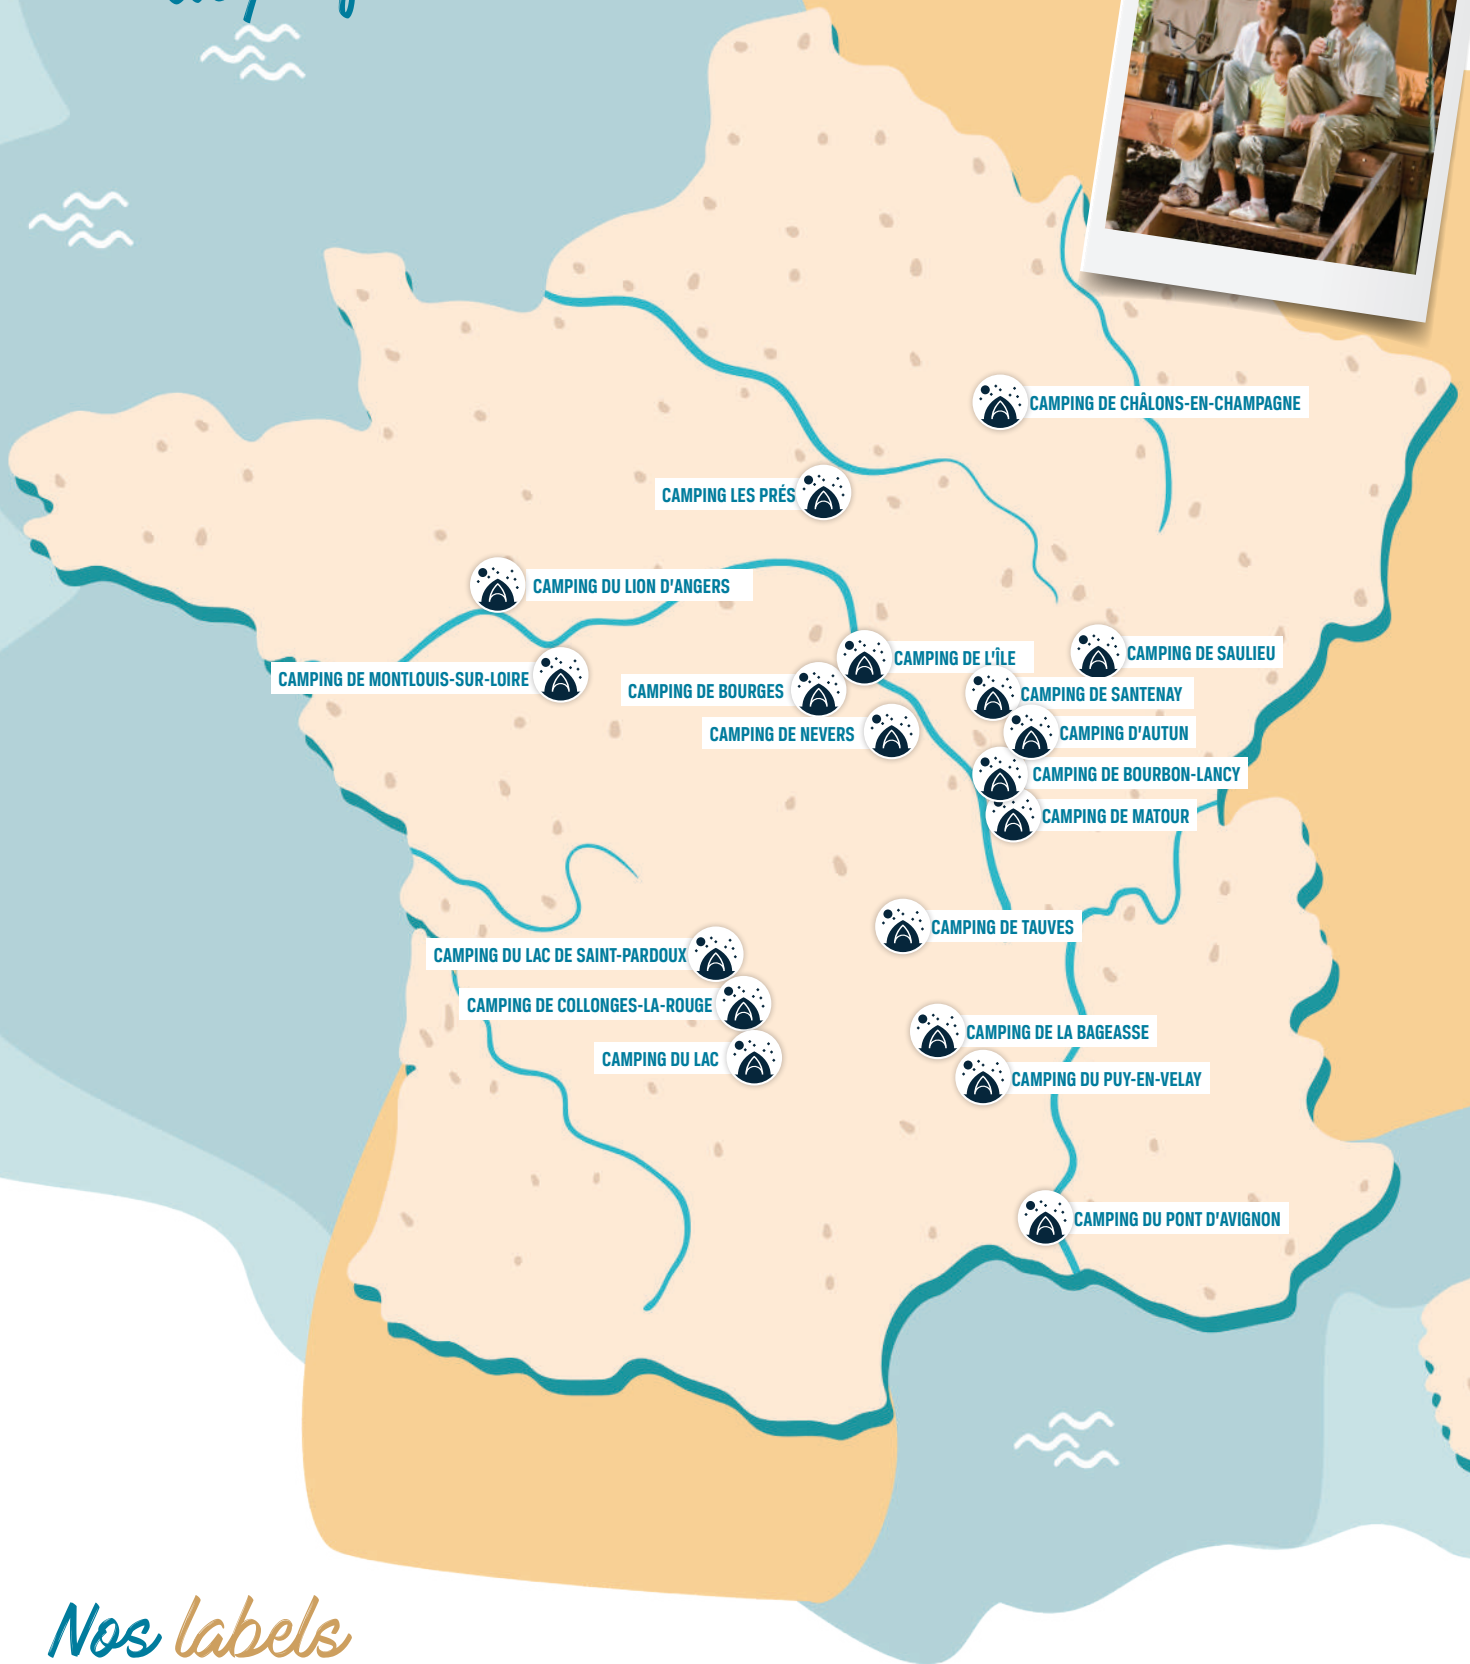 CAMPING DE CHÂLONS-EN-CHAMPAGNE
CAMPING LES PRÉS
CAMPING DU LION D'ANGERS
CAMPING DE MONTLOUIS-SUR-LOIRE
CAMPING DE L'ÎLE
CAMPING DE SAULIEU
CAMPING DE BOURGES
CAMPING DE SANTENAY
CAMPING DE NEVERS
CAMPING D'AUTUN
CAMPING DE BOURBON-LANCY
CAMPING DE MATOUR
CAMPING DE TAUVES
CAMPING DU LAC DE SAINT-PARDOUX
CAMPING DE COLLONGES-LA-ROUGE
CAMPING DU LAC
CAMPING DE LA BAGEASSE
CAMPING DU PUY-EN-VELAY
CAMPING DU PONT D'AVIGNON
Nos labels